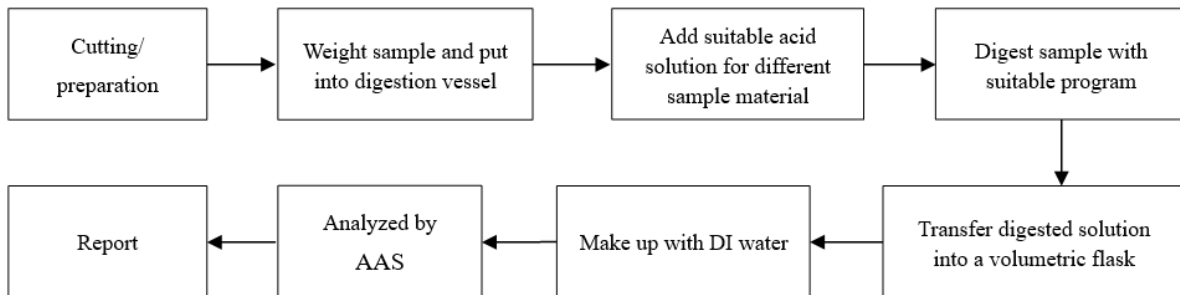 Cutting/
preparation
Weight sample and put
into digestion vessel
Add suitable acid
solution for different
sample material
Digest sample with
suitable program
Transfer digested solution
into a volumetric flask
Make up with DI water
Analyzed by
AAS
Report